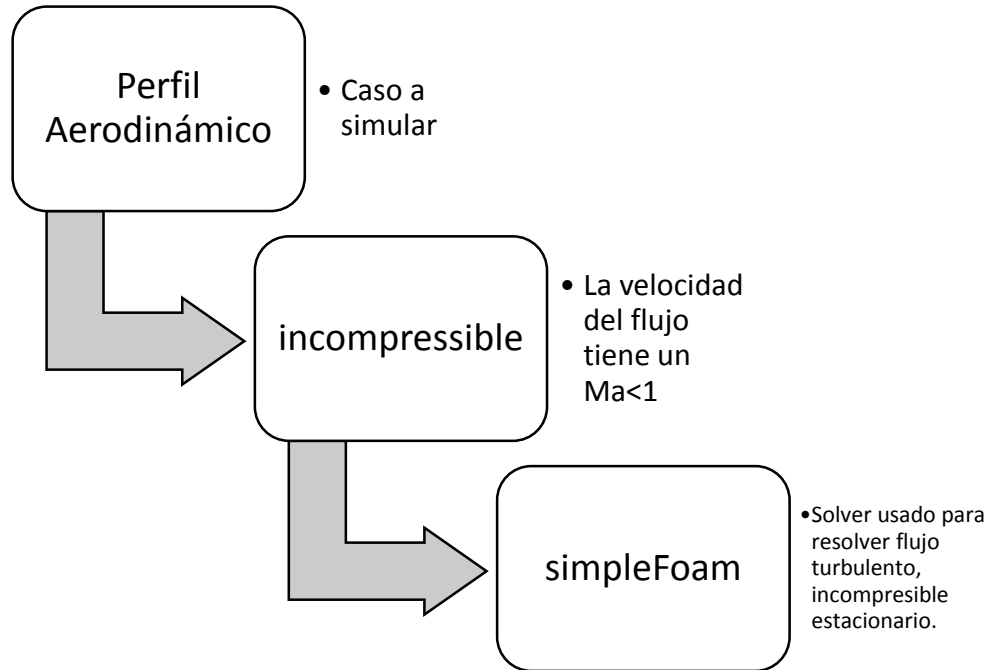 Perfil
Aerodinámico
• Caso a
simular
incompressible
• La velocidad
del flujo
tiene un
Ma<1
simpleFoam
•Solver usado para
resolver flujo
turbulento,
incompresible
estacionario.